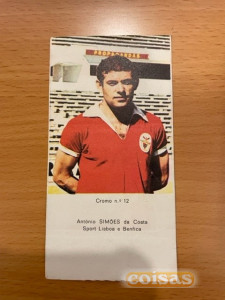 Cromo n.º 12
António SIMÕES da Costa
Sport Lisboa e Benfica
coisas